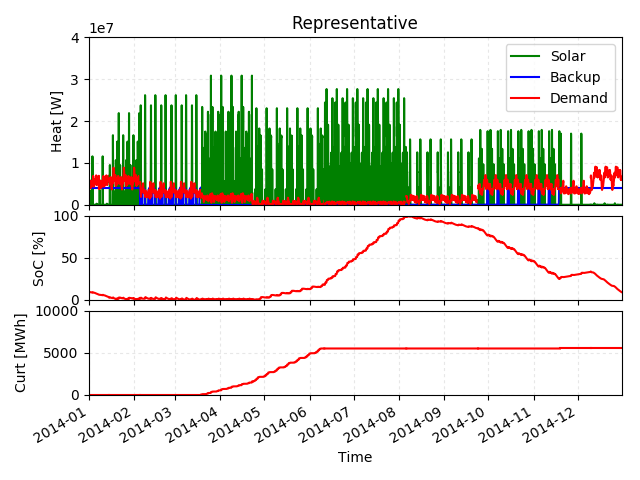 Representative
1e7
4
3
2
1
0
Heat [W]
Solar
Backup
Demand
100
50
0
SoC [%]
10000
5000
0
Curt [MWh]
2014-01
2014-02
2014-03
2014-04
2014-05
2014-06
2014-07
2014-08
2014-09
2014-10
2014-11
2014-12
Time